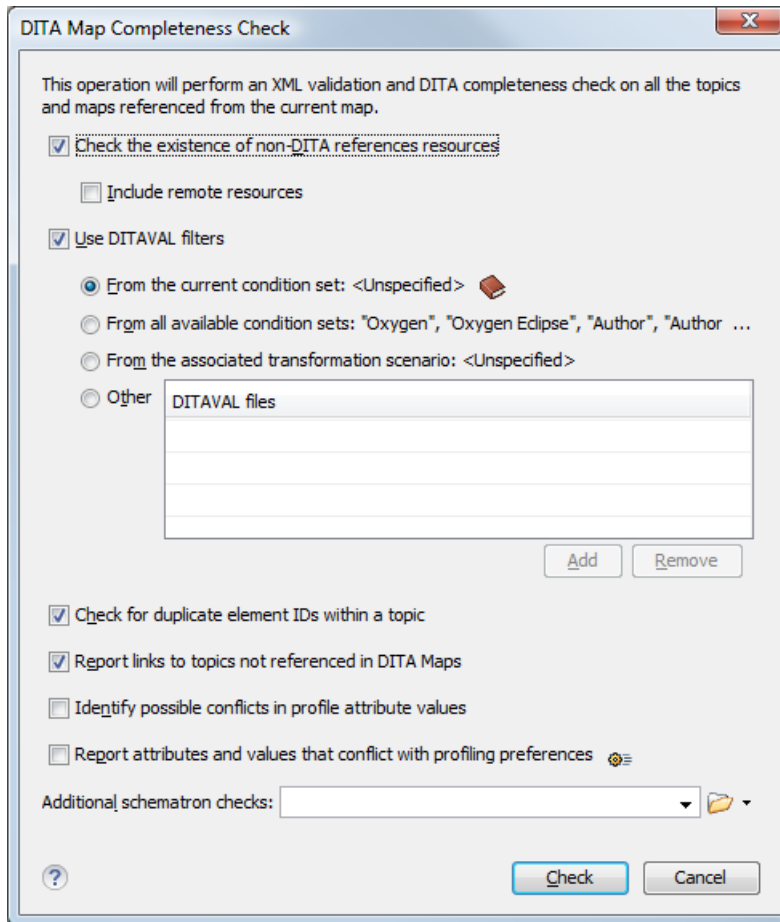 DITA Map Completeness Check
This operation will perform an XML validation and DITA completeness check on all the topics
and maps referenced from the current map.
Check the existence of non-DITA references resources
Include remote resources
Use DITAVAL filters
From the current condition set: <Unspecified>
From all available condition sets: "Oxygen", "Oxygen Eclipse", "Author", "Author ...
From the associated transformation scenario: <Unspecified>
Other
DITAVAL files
Add Remove
Check for duplicate element IDs within a topic
Report links to topics not referenced in DITA Maps
Identify possible conflicts in profile attribute values
Report attributes and values that conflict with profiling preferences
Additional schematron checks:
? Check Cancel